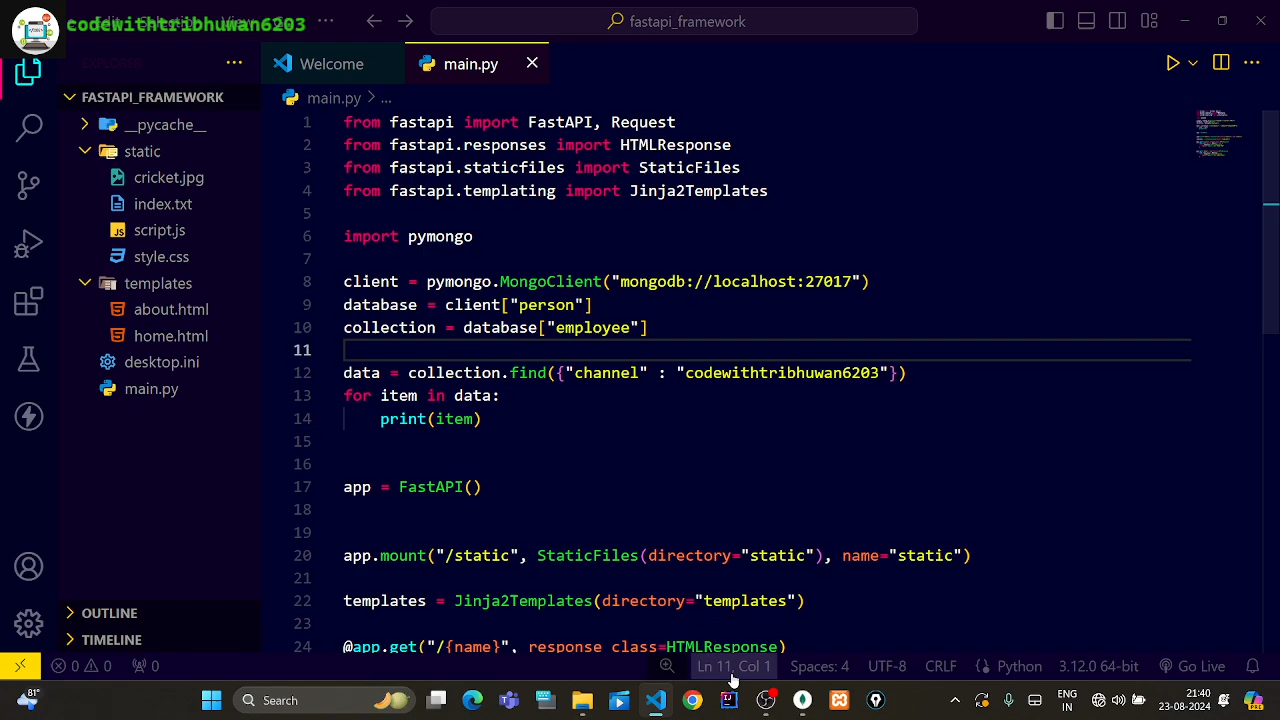 codewithtribhuwan6203
fastapi_framework
EXPLORER
Welcome
main.py
FASTAPI_FRAMEWORK
__pycache__
static
cricket.jpg
index.txt
script.js
style.css
templates
about.html
home.html
desktop.ini
main.py
OUTLINE
TIMELINE
main.py > ...
1 from fastapi import FastAPI, Request
2 from fastapi.responses import HTMLResponse
3 from fastapi.staticfiles import StaticFiles
4 from fastapi.templating import Jinja2Templates
5
6 import pymongo
7
8 client = pymongo.MongoClient("mongodb://localhost:27017")
9 database = client["person"]
10 collection = database["employee"]
11
12 data = collection.find({"channel" : "codewithtribhuwan6203"})
13 for item in data:
14 print(item)
15
16
17 app = FastAPI()
18
19
20 app.mount("/static", StaticFiles(directory="static"), name="static")
21
22 templates = Jinja2Templates(directory="templates")
23
24 @app.get("/{name}", response_class=HTMLResponse)
0 0 0 Ln 11, Col 1 Spaces: 4 UTF-8 CRLF Python 3.12.0 64-bit Go Live
8° Search ENG IN 21:40 23-08-2024